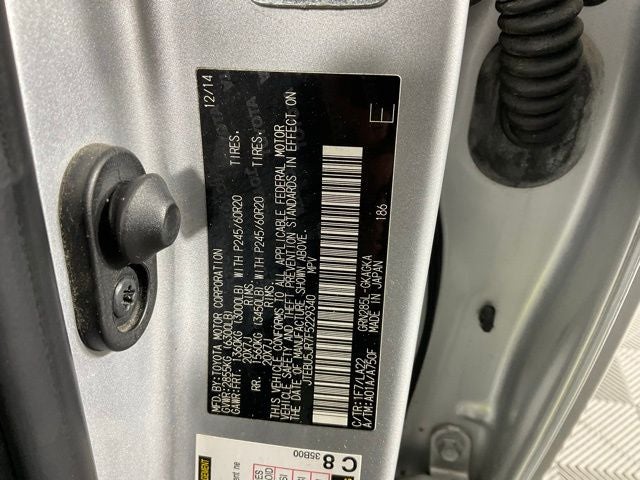 MFD. BY: TOYOTA MOTOR CORPORATION 12/14
GVWR: 2855KG (6300LB)
GAWR: FRT. 1360KG (3000LB) WITH P245/60R20 TIRES,
20X7J RIMS,
RR. 1565KG (3450LB) WITH P245/60R20 TIRES,
20X7J RIMS,
THIS VEHICLE CONFORMS TO ALL APPLICABLE FEDERAL MOTOR
VEHICLE SAFETY AND THEFT PREVENTION STANDARDS IN EFFECT ON
THE DATE OF MANUFACTURE SHOWN ABOVE.
JTEBU5JR7F5229340 MPV
186 E
C/TR: 1F7/LA22 GRN285L-GKAGKA
A/TM: A01A/A750F MADE IN JAPAN
C 8
35B00